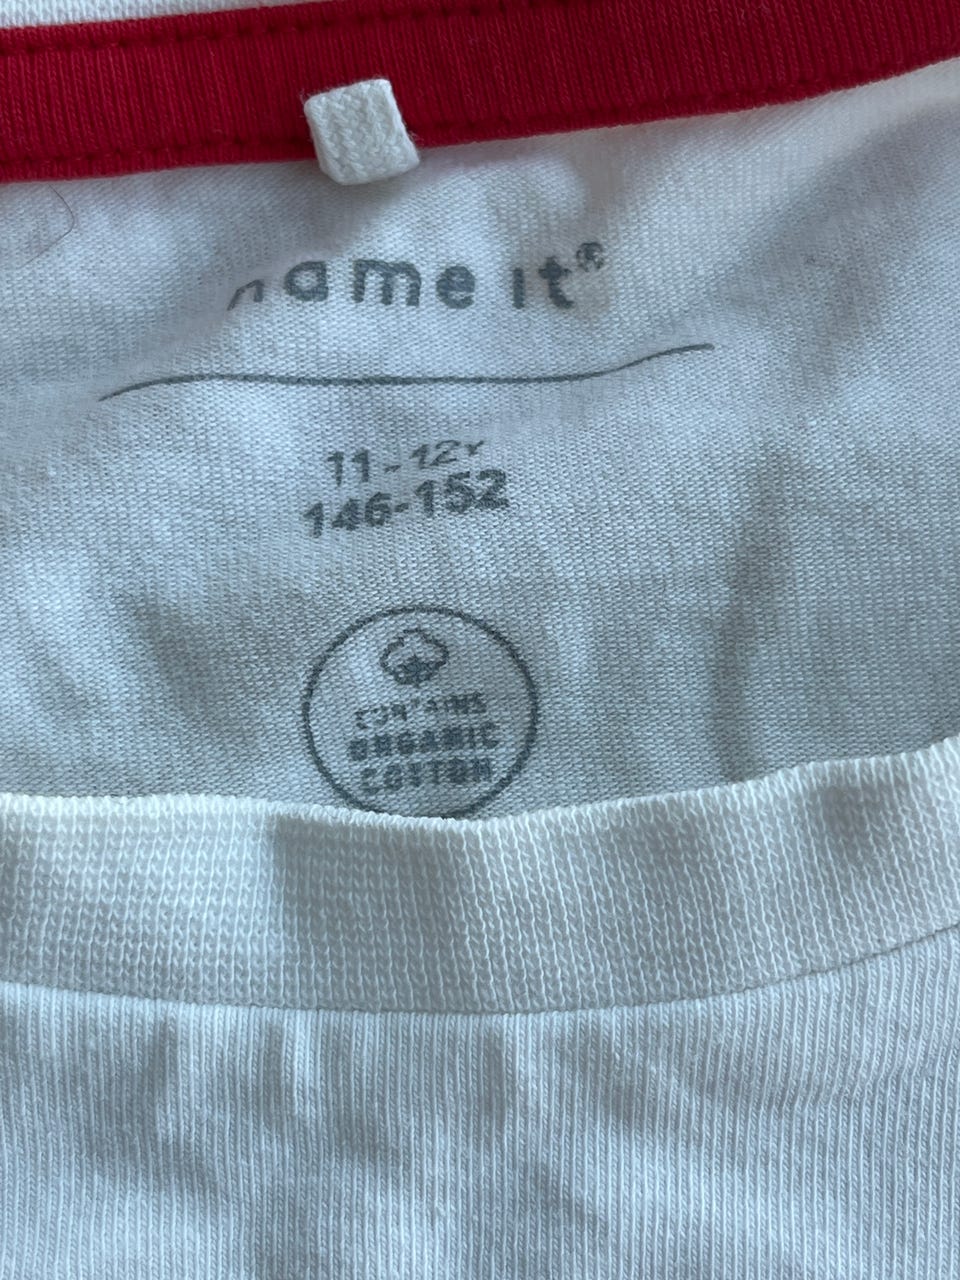 name it®
11-12Y
146-152
CONTAINS
ORGANIC
COTTON